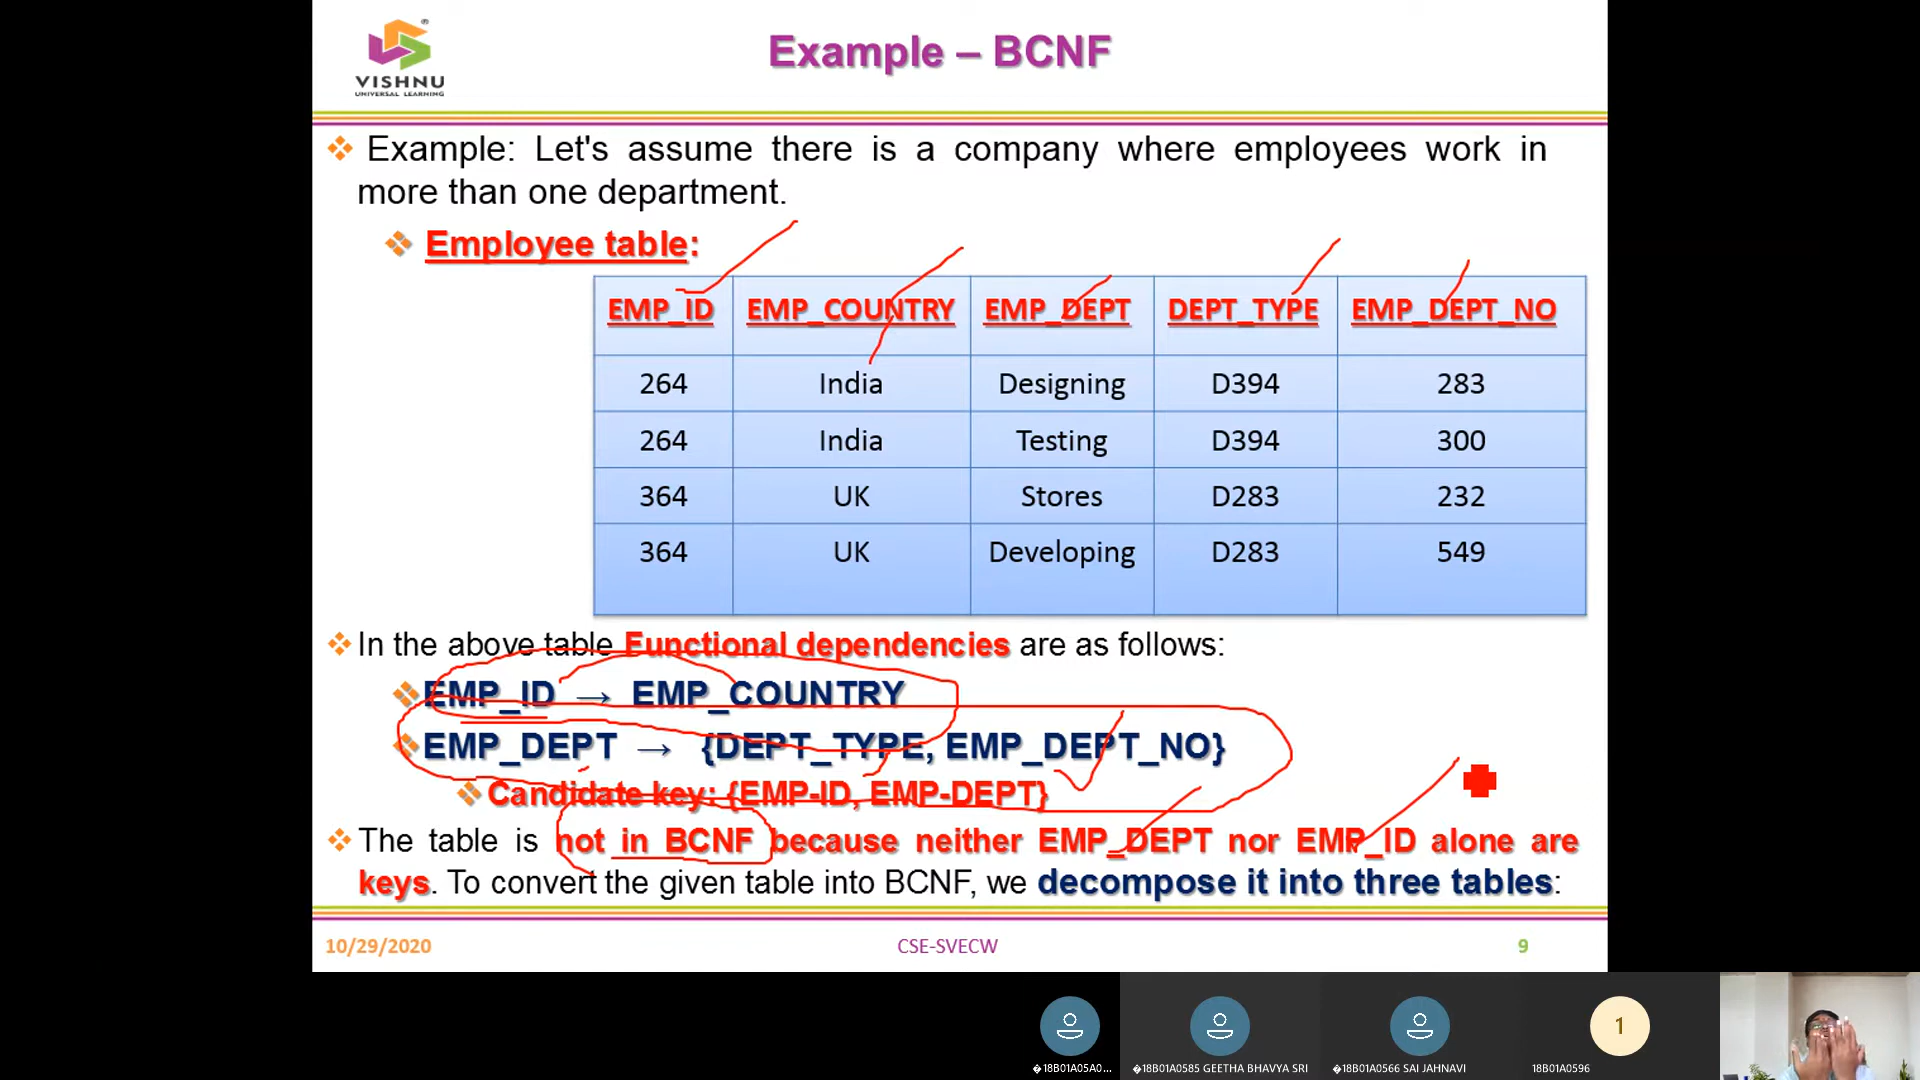 VISHNU
UNIVERSAL LEARNING
Example – BCNF
Example: Let's assume there is a company where employees work in
more than one department.
Employee table:
EMP_ID EMP_COUNTRY EMP_DEPT DEPT_TYPE EMP_DEPT_NO
264 India Designing D394 283
264 India Testing D394 300
364 UK Stores D283 232
364 UK Developing D283 549
In the above table Functional dependencies are as follows:
EMP_ID → EMP_COUNTRY
EMP_DEPT → {DEPT_TYPE, EMP_DEPT_NO}
Candidate key: {EMP-ID, EMP-DEPT}
The table is not in BCNF because neither EMP_DEPT nor EMP_ID alone are
keys. To convert the given table into BCNF, we decompose it into three tables:
10/29/2020 CSE-SVECW 9
1
�18B01A05A0... �18B01A0585 GEETHA BHAVYA SRI �18B01A0566 SAI JAHNAVI 18B01A0596